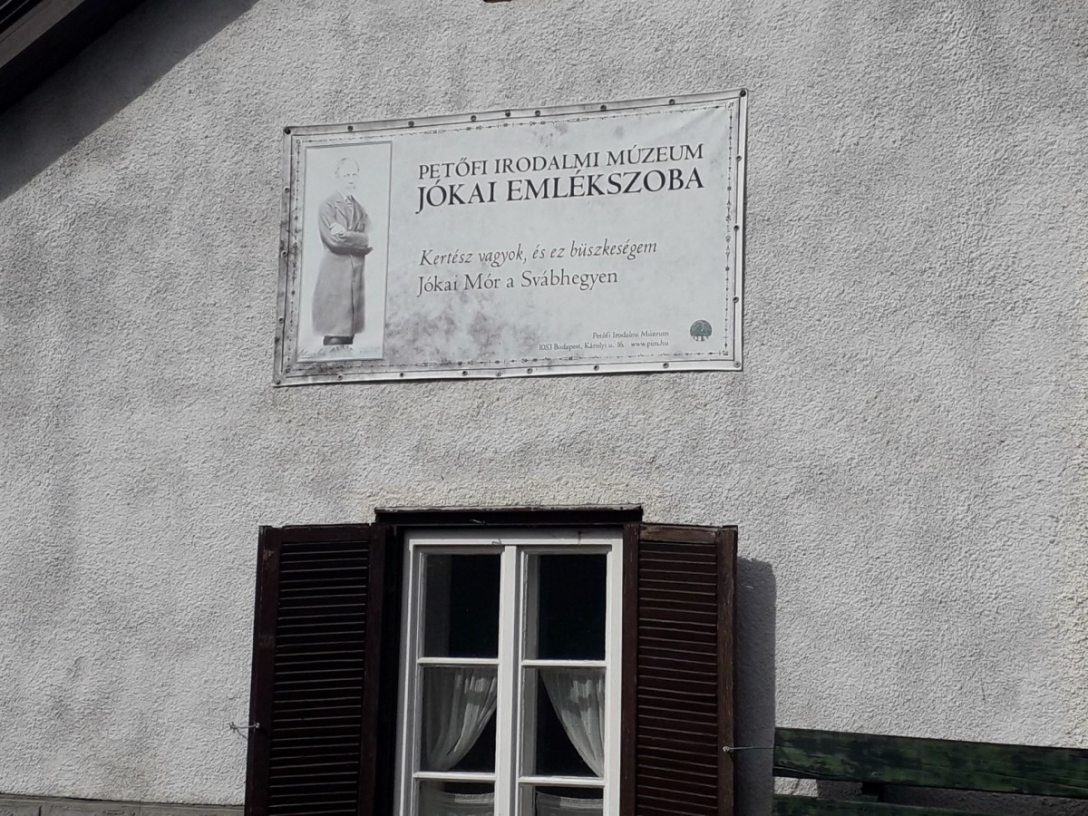 PETŐFI IRODALMI MÚZEUM
JÓKAI EMLÉKSZOBA
Kertész vagyok, és ez büszkeségem
Jókai Mór a Svábhegyen
Petőfi Irodalmi Múzeum
1053 Budapest, Károlyi u. 16. www.pim.hu